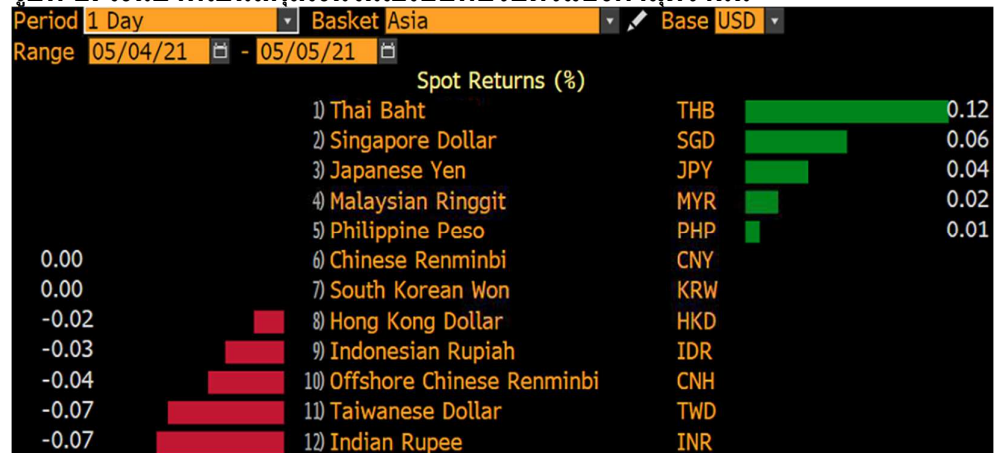 Period 1 Day Basket Asia Base USD
Range 05/04/21 - 05/05/21
Spot Returns (%)
1) Thai Baht THB 0.12
2) Singapore Dollar SGD 0.06
3) Japanese Yen JPY 0.04
4) Malaysian Ringgit MYR 0.02
5) Philippine Peso PHP 0.01
0.00 6) Chinese Renminbi CNY
0.00 7) South Korean Won KRW
-0.02 8) Hong Kong Dollar HKD
-0.03 9) Indonesian Rupiah IDR
-0.04 10) Offshore Chinese Renminbi CNH
-0.07 11) Taiwanese Dollar TWD
-0.07 12) Indian Rupee INR